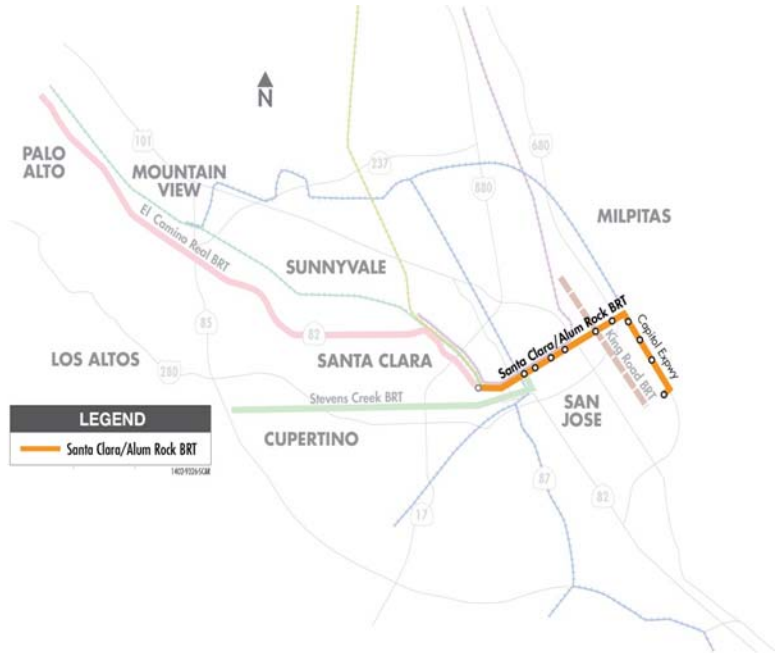 N
101
PALO
ALTO
MOUNTAIN
VIEW
237
680
880
MILPITAS
El Camino Real BRT
SUNNYVALE
85
82
LOS ALTOS
280
SANTA CLARA
Santa Clara/Alum Rock BRT
Capitol Expwy
King Road BRT
Stevens Creek BRT
SAN
JOSE
CUPERTINO
LEGEND
Santa Clara/Alum Rock BRT
87
82
17